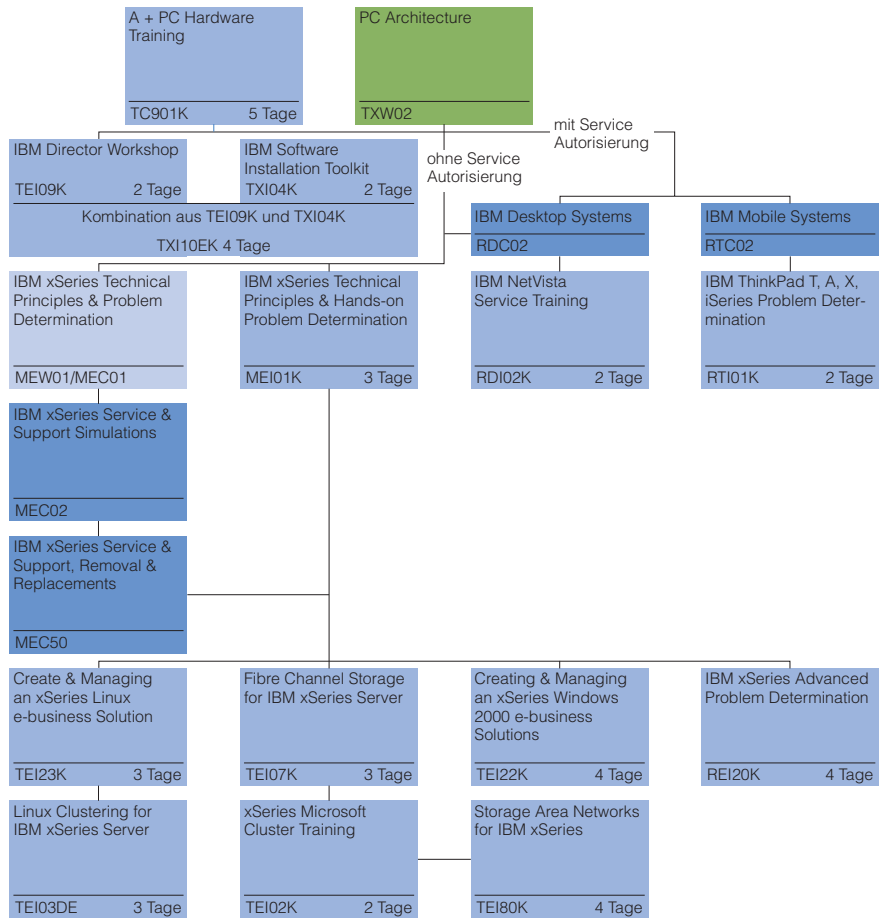 A + PC Hardware
Training
TC901K 5 Tage
PC Architecture
TXW02
mit Service
Autorisierung
ohne Service
Autorisierung
IBM Director Workshop
TEI09K 2 Tage
IBM Software
Installation Toolkit
TXI04K 2 Tage
Kombination aus TEI09K und TXI04K
TXI10EK 4 Tage
IBM Desktop Systems
RDC02
IBM Mobile Systems
RTC02
IBM xSeries Technical
Principles & Problem
Determination
MEW01/MEC01
IBM xSeries Technical
Principles & Hands-on
Problem Determination
MEI01K 3 Tage
IBM NetVista
Service Training
RDI02K 2 Tage
IBM ThinkPad T, A, X,
iSeries Problem Deter-
mination
RTI01K 2 Tage
IBM xSeries Service &
Support Simulations
MEC02
IBM xSeries Service &
Support, Removal &
Replacements
MEC50
Create & Managing
an xSeries Linux
e-business Solution
TEI23K 3 Tage
Fibre Channel Storage
for IBM xSeries Server
TEI07K 3 Tage
Creating & Managing
an xSeries Windows
2000 e-business
Solutions
TEI22K 4 Tage
IBM xSeries Advanced
Problem Determination
REI20K 4 Tage
Linux Clustering for
IBM xSeries Server
TEI03DE 3 Tage
xSeries Microsoft
Cluster Training
TEI02K 2 Tage
Storage Area Networks
for IBM xSeries
TEI80K 4 Tage